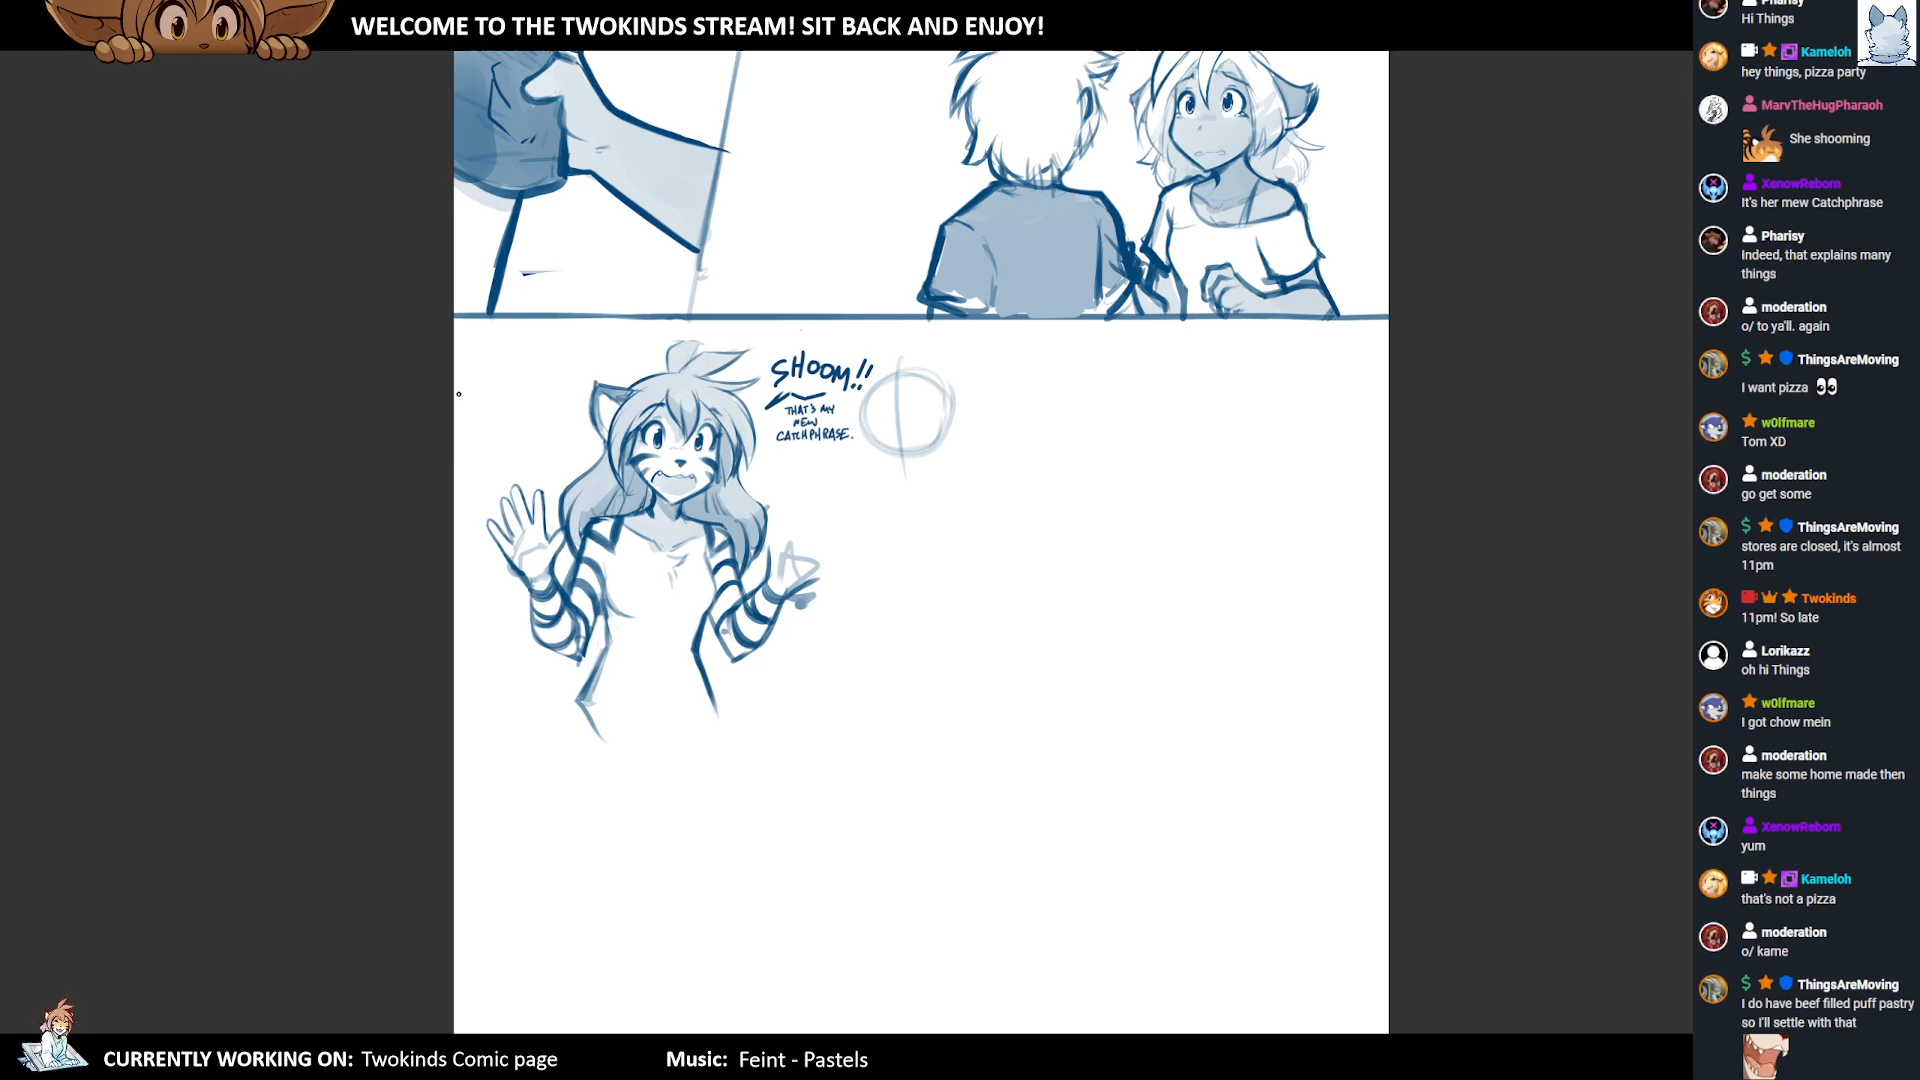 WELCOME TO THE TWOKINDS STREAM! SIT BACK AND ENJOY!
SHOOM!!
THAT'S MY
NEW
CATCHPHRASE.
Pharisy
Hi Things
Kameloh
hey things, pizza party
MarvTheHugPharaoh
She shooming
XenowReborn
It's her mew Catchphrase
Pharisy
Indeed, that explains many
things
moderation
o/ to ya'll. again
ThingsAreMoving
I want pizza
w0lfmare
Tom XD
moderation
go get some
ThingsAreMoving
stores are closed, it's almost
11pm
Twokinds
11pm! So late
Lorikazz
oh hi Things
w0lfmare
I got chow mein
moderation
make some home made then
things
XenowReborn
yum
Kameloh
that's not a pizza
moderation
o/ kame
ThingsAreMoving
I do have beef filled puff pastry
so I'll settle with that
CURRENTLY WORKING ON: Twokinds Comic page
Music: Feint - Pastels